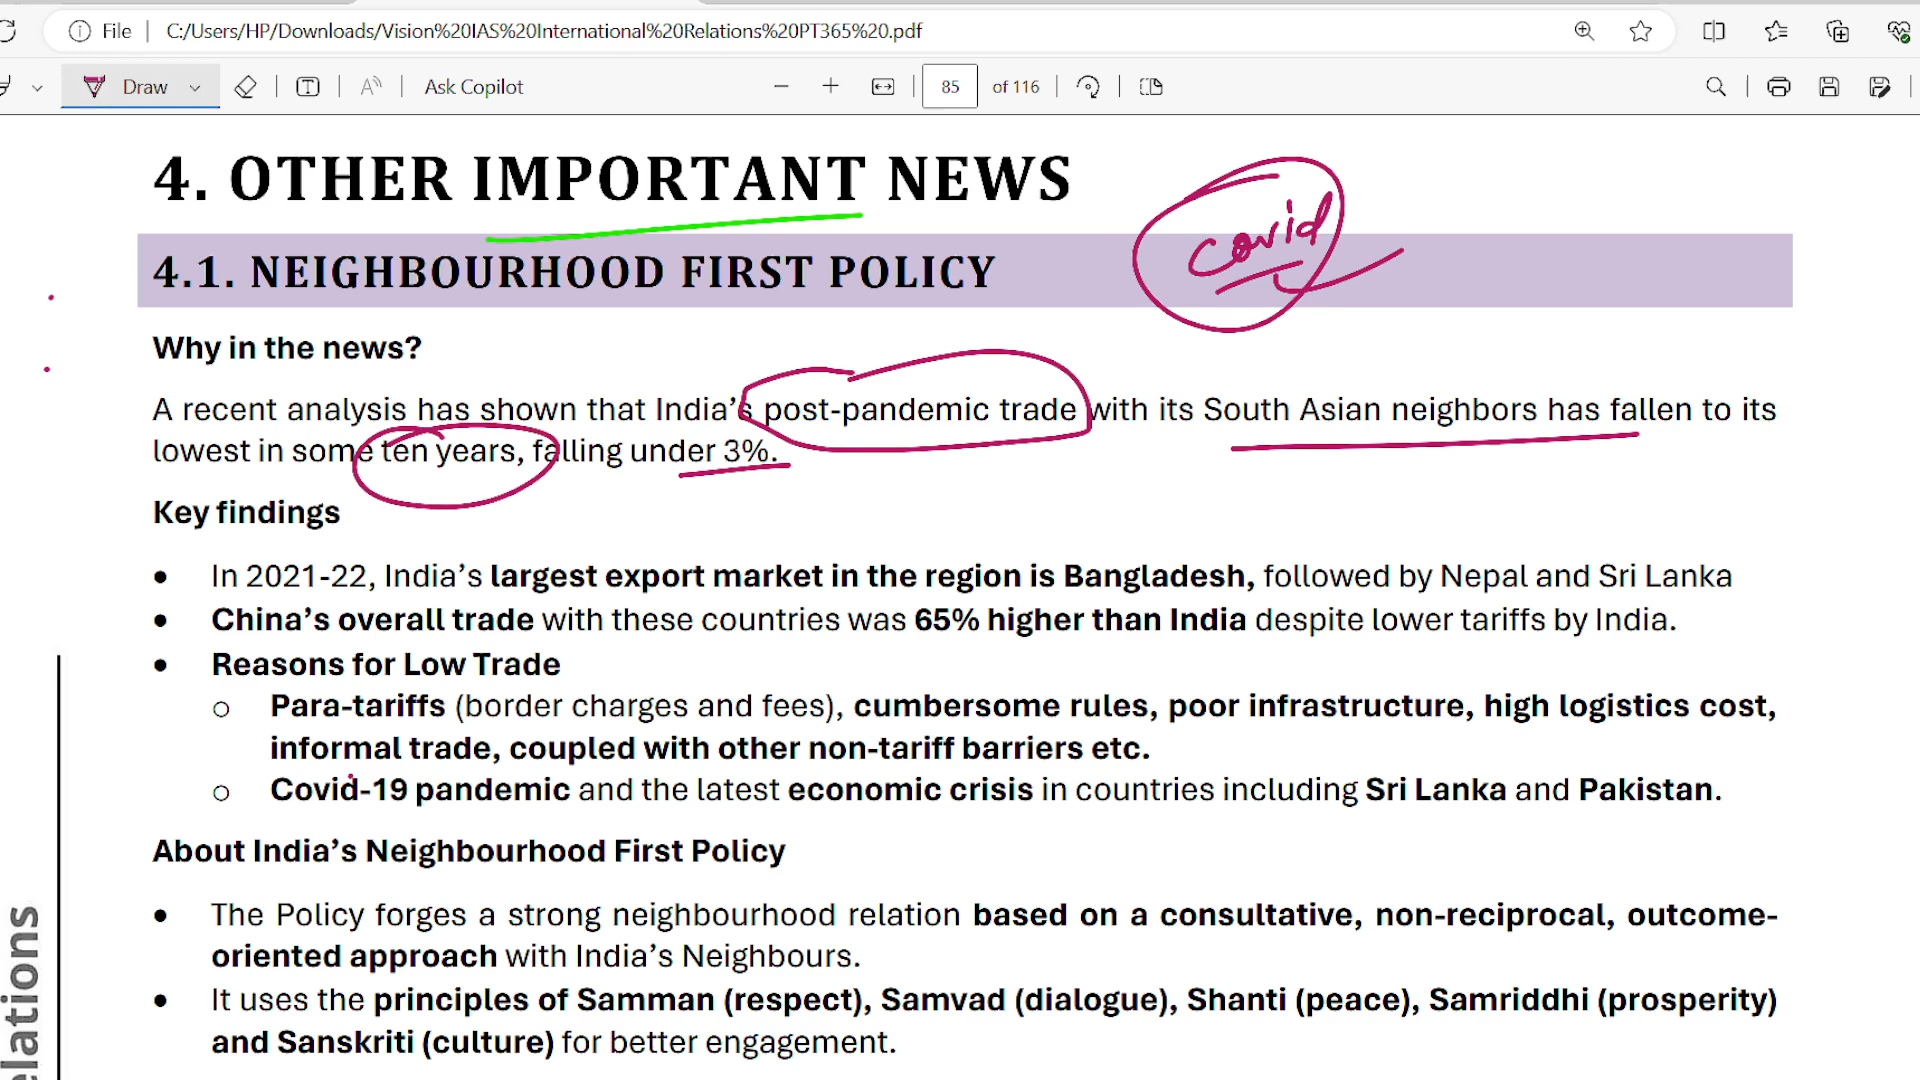 File C:/Users/HP/Downloads/Vision%20IAS%20International%20Relations%20PT365%20.pdf
Draw Ask Copilot 85 of 116
4. OTHER IMPORTANT NEWS
covid
4.1. NEIGHBOURHOOD FIRST POLICY
Why in the news?
A recent analysis has shown that India’s post-pandemic trade with its South Asian neighbors has fallen to its
lowest in some ten years, falling under 3%.
Key findings
• In 2021-22, India’s largest export market in the region is Bangladesh, followed by Nepal and Sri Lanka
• China’s overall trade with these countries was 65% higher than India despite lower tariffs by India.
• Reasons for Low Trade
o Para-tariffs (border charges and fees), cumbersome rules, poor infrastructure, high logistics cost,
informal trade, coupled with other non-tariff barriers etc.
o Covid-19 pandemic and the latest economic crisis in countries including Sri Lanka and Pakistan.
About India’s Neighbourhood First Policy
• The Policy forges a strong neighbourhood relation based on a consultative, non-reciprocal, outcome-
oriented approach with India’s Neighbours.
• It uses the principles of Samman (respect), Samvad (dialogue), Shanti (peace), Samriddhi (prosperity)
and Sanskriti (culture) for better engagement.
elations